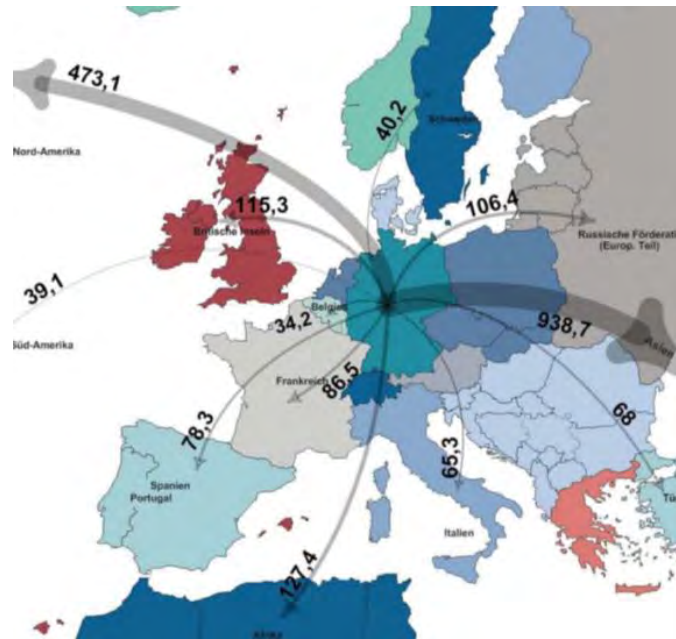 473,1
40,2
Schweden
Nord-Amerika
115,3
Britische Inseln
106,4
Russische Förderati
(Europ. Teil)
39,1
Belgien
34,2
938,7
Asien
Süd-Amerika
Frankreich
86,5
68
78,3
65,3
Spanien
Portugal
Tü
Italien
127,4
Afrika